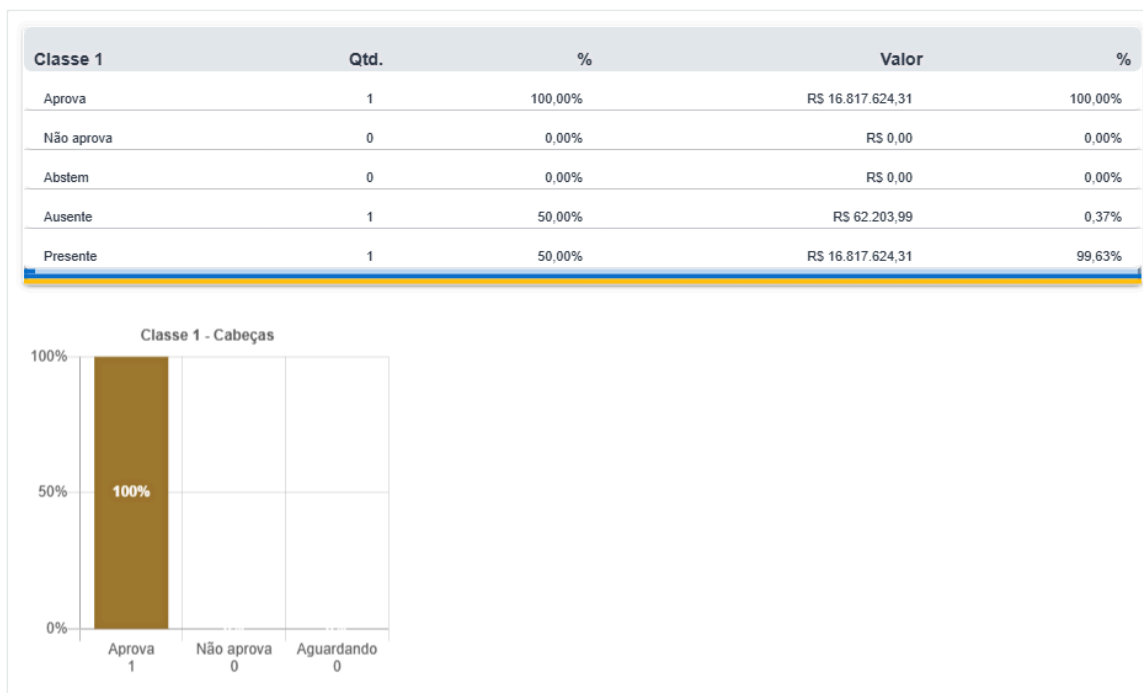 Classe 1 Qtd. % Valor %
Aprova 1 100,00% R$ 16.817.624,31 100,00%
Não aprova 0 0,00% R$ 0,00 0,00%
Abstem 0 0,00% R$ 0,00 0,00%
Ausente 1 50,00% R$ 62.203,99 0,37%
Presente 1 50,00% R$ 16.817.624,31 99,63%
Classe 1 - Cabeças
100%
50% 100%
0%
Aprova Não aprova Aguardando
1 0 0